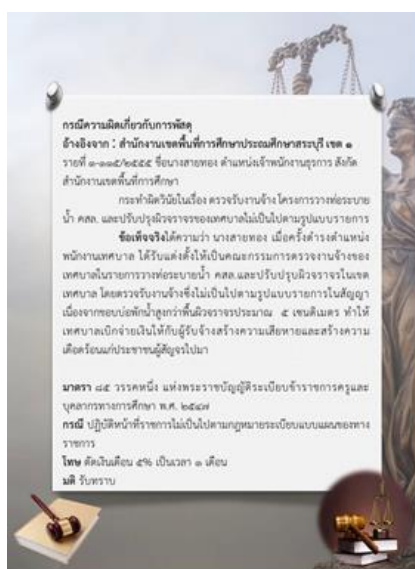 กรณีความผิดเกี่ยวกับการพัสดุ
อ้างอิงจาก : สำนักงานเขตพื้นที่การศึกษาประถมศึกษาสระบุรี เขต ๑
รายที่ ๑-๑๑๕/๒๕๕๕ ชื่อนางสายทอง ตำแหน่งเจ้าพนักงานธุรการ สังกัด
สำนักงานเขตพื้นที่การศึกษา
กระทำผิดวินัยในเรื่อง ตรวจรับงานจ้าง โครงการวางท่อระบาย
น้ำ คสล. และปรับปรุงผิวจราจรของเทศบาลไม่เป็นไปตามรูปแบบรายการ
ข้อเท็จจริงได้ความว่า นางสายทอง เมื่อครั้งดำรงตำแหน่ง
พนักงานเทศบาล ได้รับแต่งตั้งให้เป็นคณะกรรมการตรวจงานจ้างของ
เทศบาลในรายการวางท่อระบายน้ำ คสล.และปรับปรุงผิวจราจรในเขต
เทศบาล โดยตรวจรับงานจ้างซึ่งไม่เป็นไปตามรูปแบบรายการในสัญญา
เนื่องจากขอบบ่อพักน้ำสูงกว่าพื้นผิวจราจรประมาณ ๕ เซนติเมตร ทำให้
เทศบาลเบิกจ่ายเงินให้กับผู้รับจ้างสร้างความเสียหายและสร้างความ
เดือดร้อนแก่ประชาชนผู้สัญจรไปมา
มาตรา ๘๕ วรรคหนึ่ง แห่งพระราชบัญญัติระเบียบข้าราชการครูและ
บุคลากรทางการศึกษา พ.ศ. ๒๕๔๗
กรณี ปฏิบัติหน้าที่ราชการไม่เป็นไปตามกฎหมายระเบียบแบบแผนของทาง
ราชการ
โทษ ตัดเงินเดือน ๕% เป็นเวลา ๑ เดือน
มติ รับทราบ